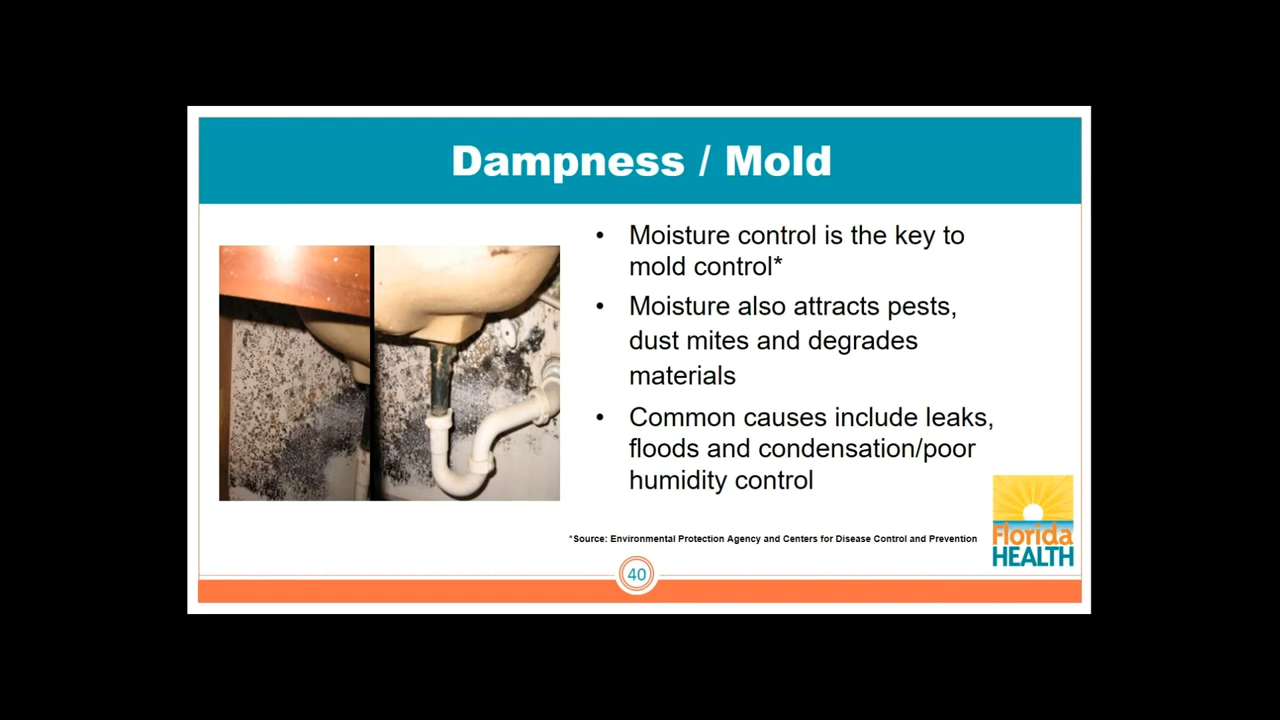 Dampness / Mold
• Moisture control is the key to
mold control*
• Moisture also attracts pests,
dust mites and degrades
materials
• Common causes include leaks,
floods and condensation/poor
humidity control
*Source: Environmental Protection Agency and Centers for Disease Control and Prevention
Florida
HEALTH
40